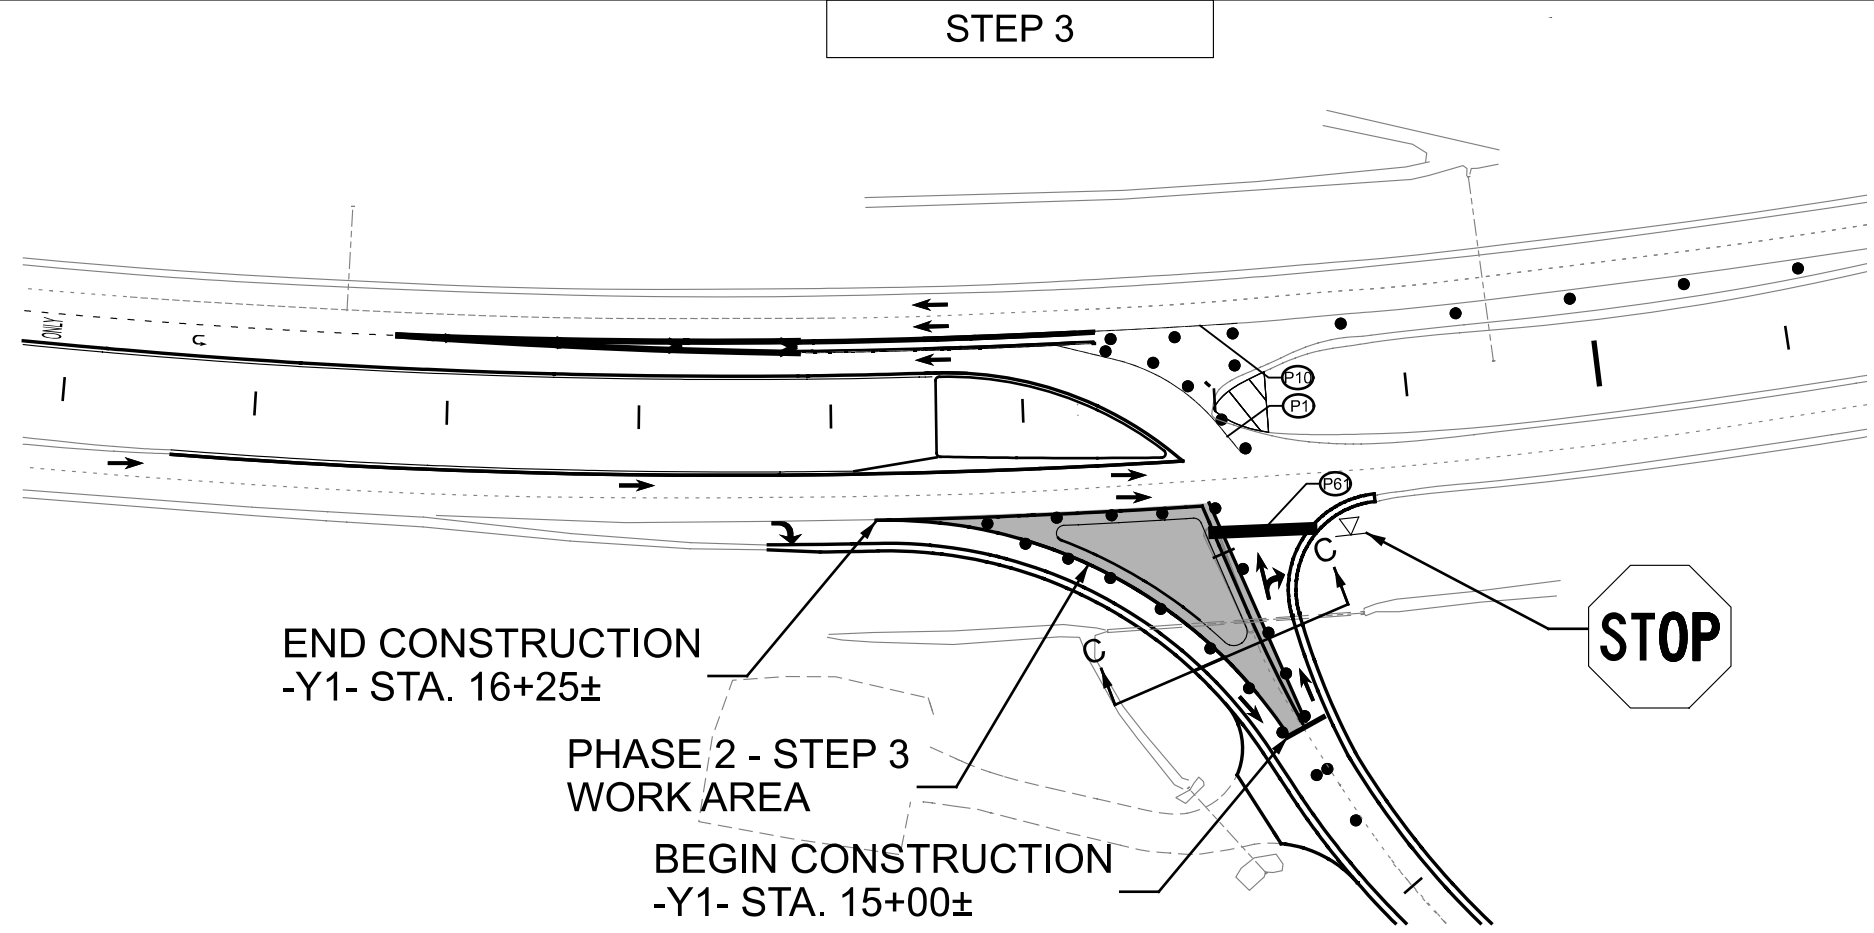 STEP 3
ONLY
P10
P1
P61
C
STOP
C
END CONSTRUCTION
-Y1- STA. 16+25±
PHASE 2 - STEP 3
WORK AREA
BEGIN CONSTRUCTION
-Y1- STA. 15+00±